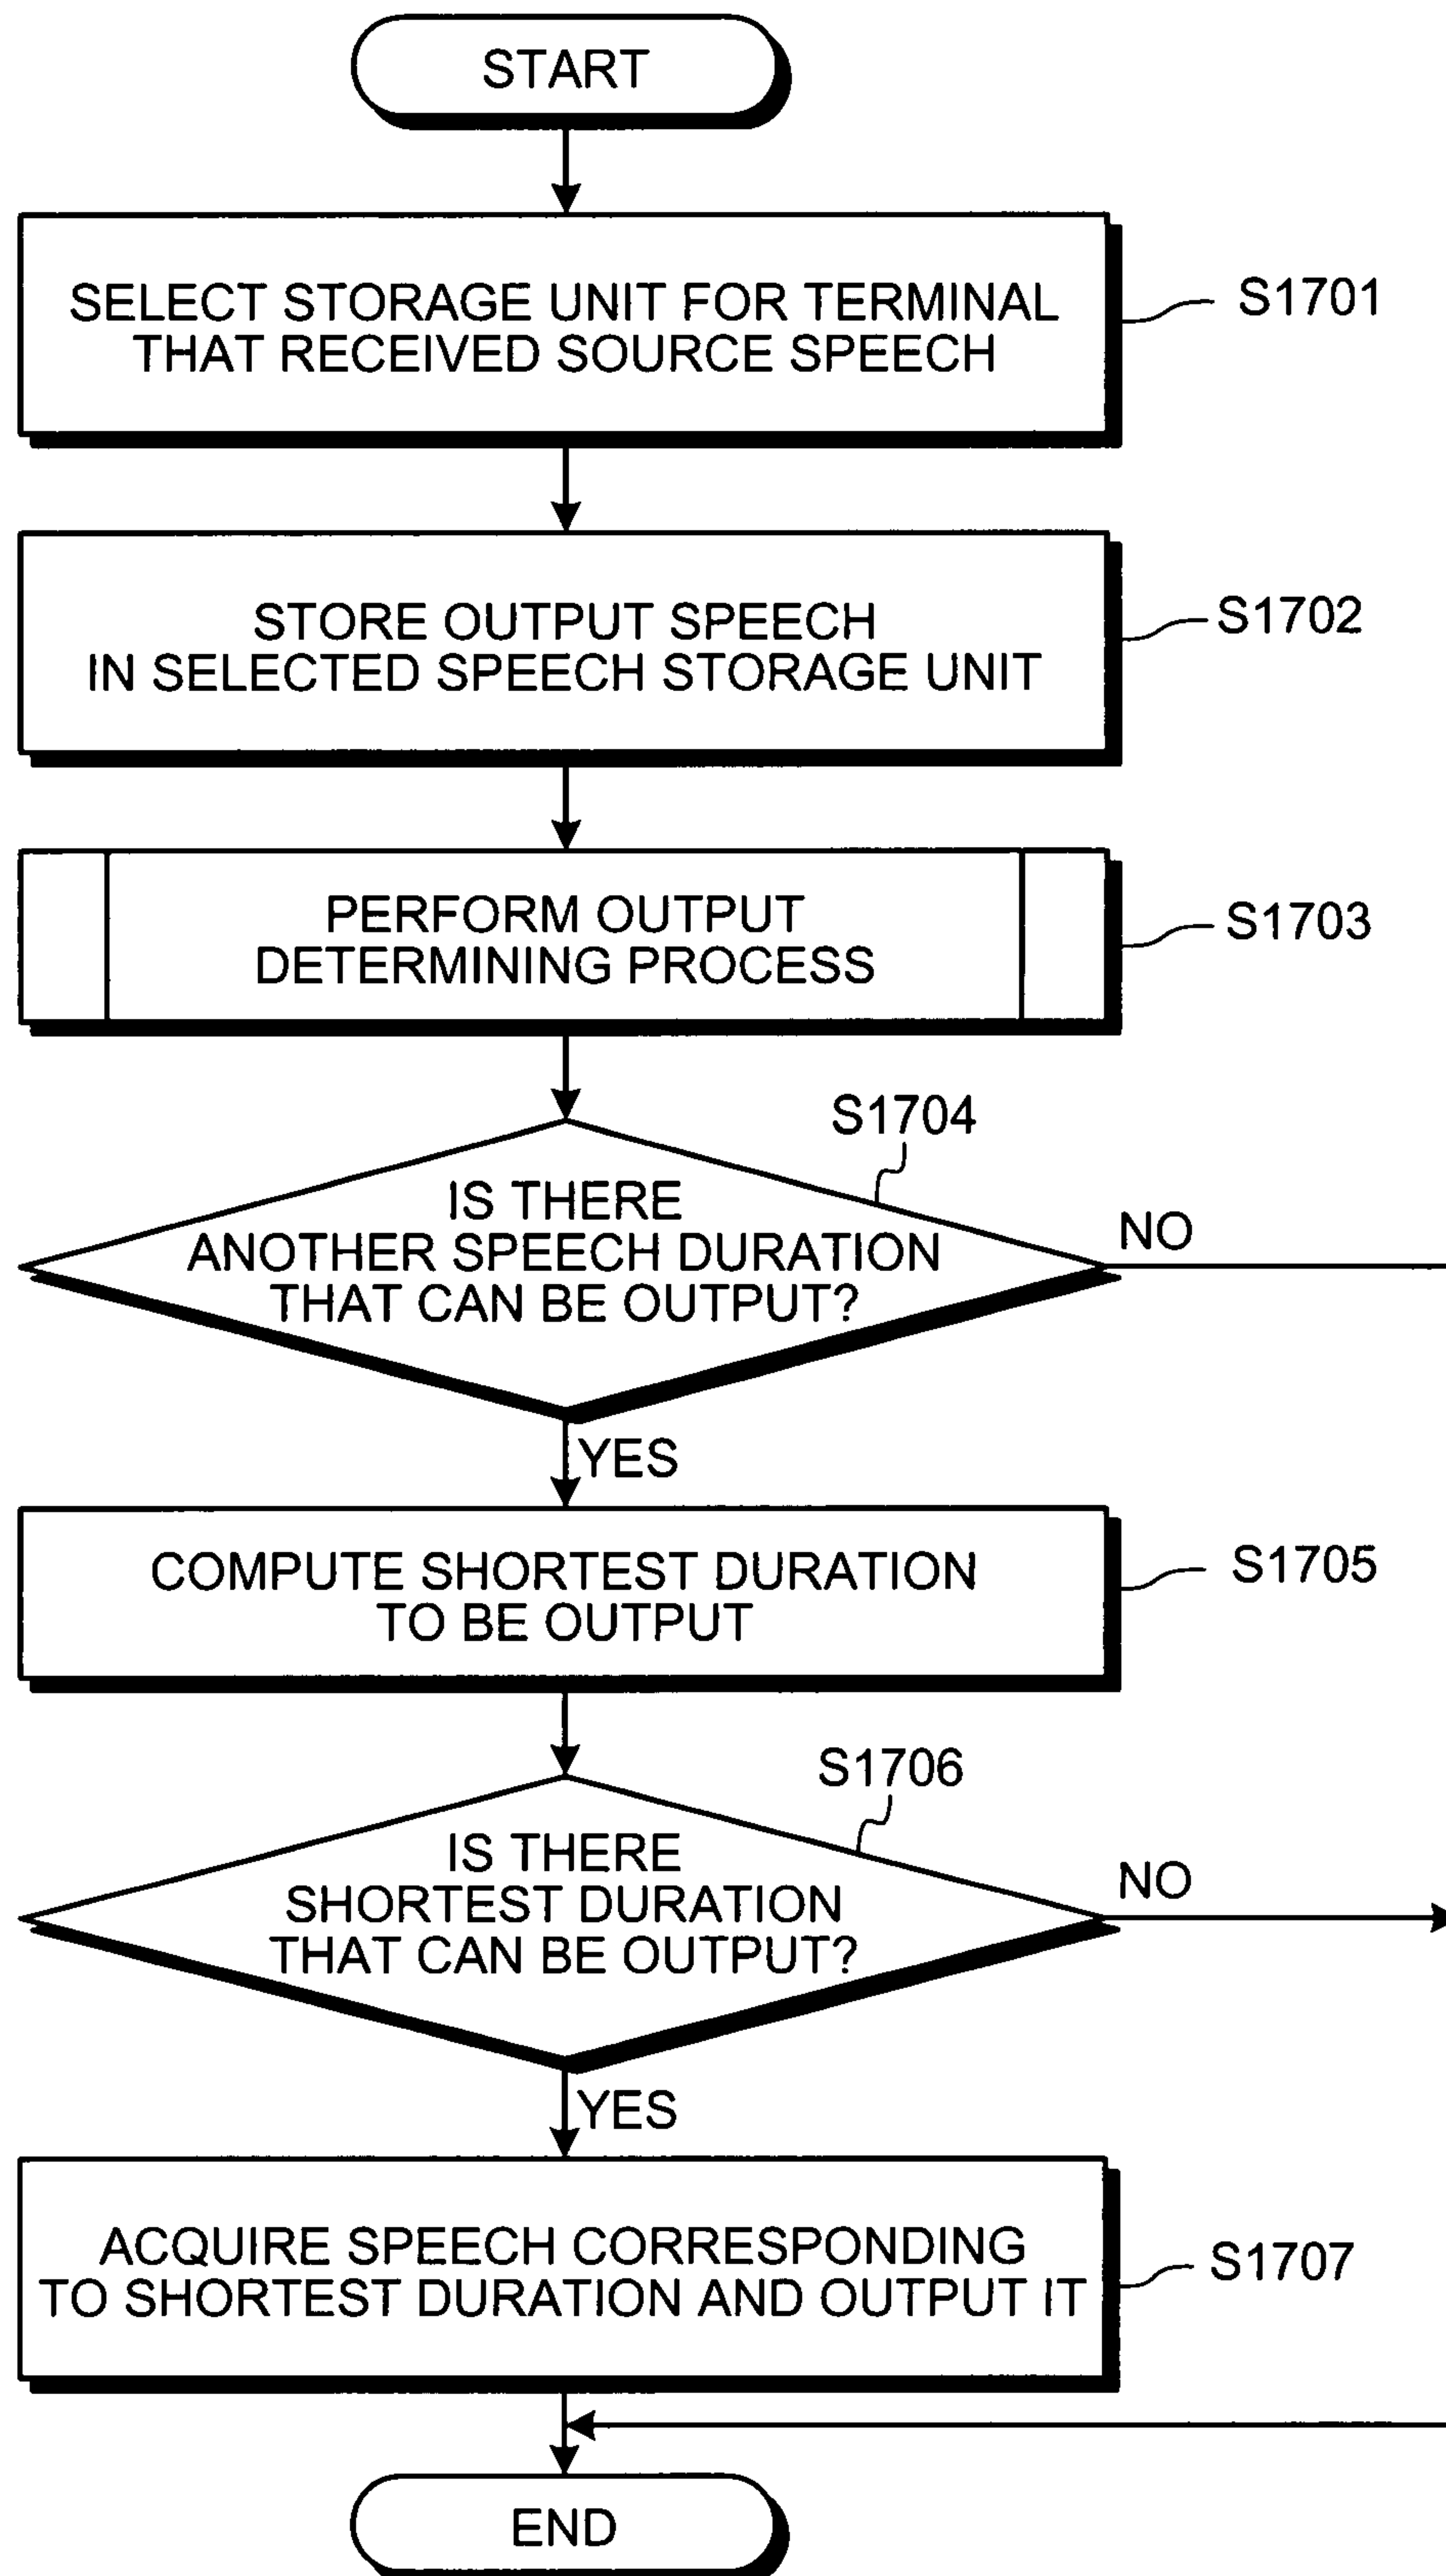 START
SELECT STORAGE UNIT FOR TERMINAL
THAT RECEIVED SOURCE SPEECH
S1701
STORE OUTPUT SPEECH
IN SELECTED SPEECH STORAGE UNIT
S1702
PERFORM OUTPUT
DETERMINING PROCESS
S1703
S1704
IS THERE
ANOTHER SPEECH DURATION
THAT CAN BE OUTPUT?
NO
YES
COMPUTE SHORTEST DURATION
TO BE OUTPUT
S1705
S1706
IS THERE
SHORTEST DURATION
THAT CAN BE OUTPUT?
NO
YES
ACQUIRE SPEECH CORRESPONDING
TO SHORTEST DURATION AND OUTPUT IT
S1707
END